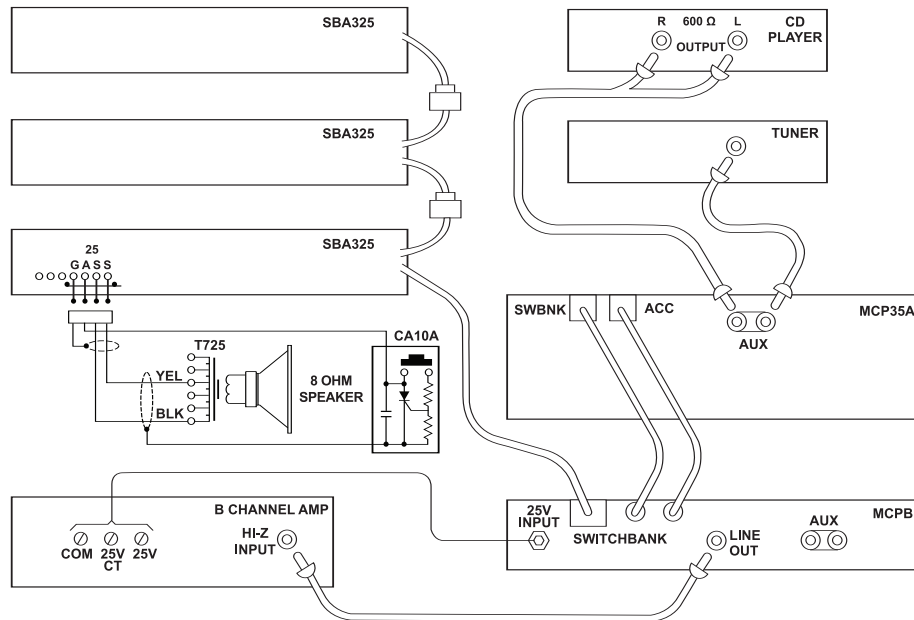 SBA325
SBA325
SBA325
25
G A S S
T725
YEL
BLK
8 OHM
SPEAKER
CA10A
R 600 Ω L
OUTPUT
CD
PLAYER
TUNER
SWBNK
ACC
MCP35A
AUX
B CHANNEL AMP
COM
25V
CT
25V
HI-Z
INPUT
25V
INPUT
SWITCHBANK
MCPB
LINE
OUT
AUX